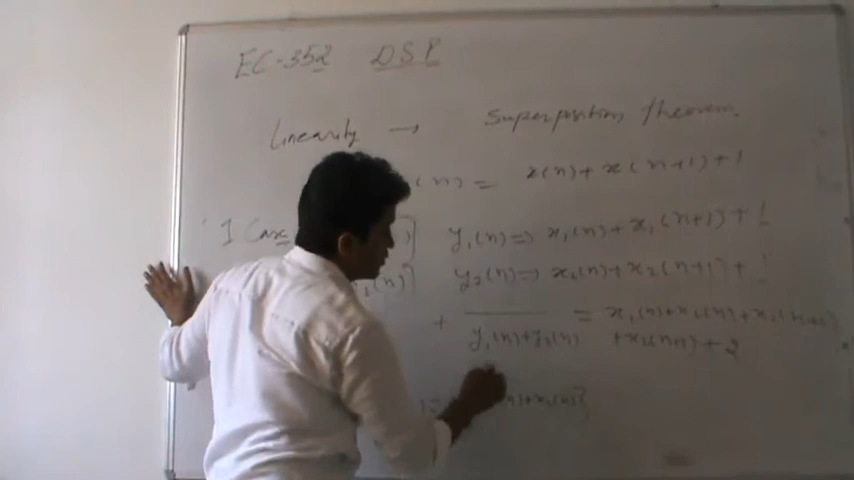 EC-352 DSP
Linearity → Superposition theorem.
(n) = x(n)+x(n+1)+1
I Case
y₁(n) => x₁(n)+x₁(n+1)+1
y₂(n) => x₂(n)+x₂(n+1)+1
+ = x₁(n)+x₂(n)+x₁(n+1)
y₁(n)+y₂(n) +x₂(n+1)+2